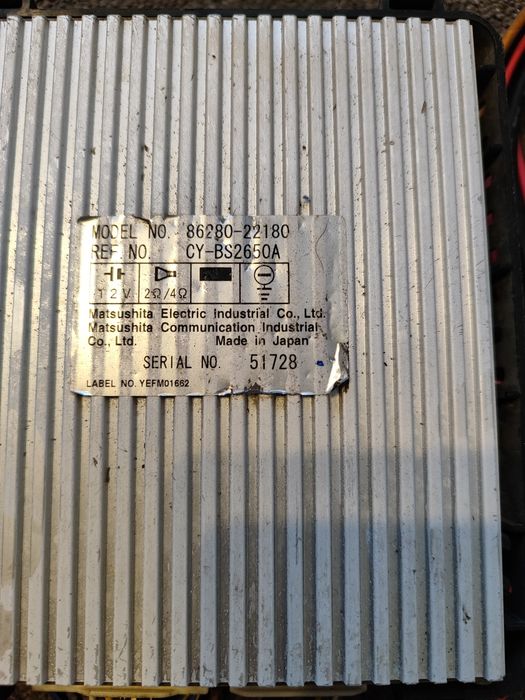 MODEL NO. 86280-22180
REF. NO. CY-BS2650A
12V 2Ω/4Ω
Matsushita Electric Industrial Co., Ltd.
Matsushita Communication Industrial
Co., Ltd. Made in Japan
SERIAL NO. 51728
LABEL NO. YEFM01662